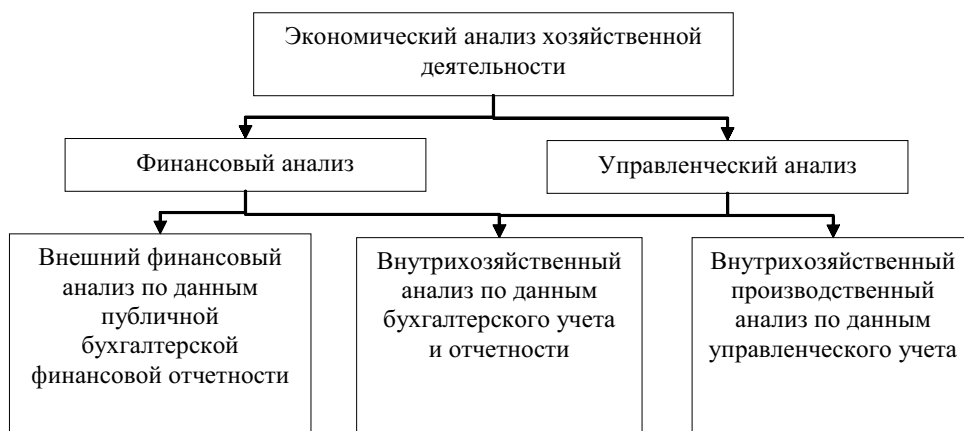 Экономический анализ хозяйственной
деятельности
Финансовый анализ
Управленческий анализ
Внешний финансовый
анализ по данным
публичной
бухгалтерской
финансовой отчетности
Внутрихозяйственный
анализ по данным
бухгалтерского учета
и отчетности
Внутрихозяйственный
производственный
анализ по данным
управленческого учета